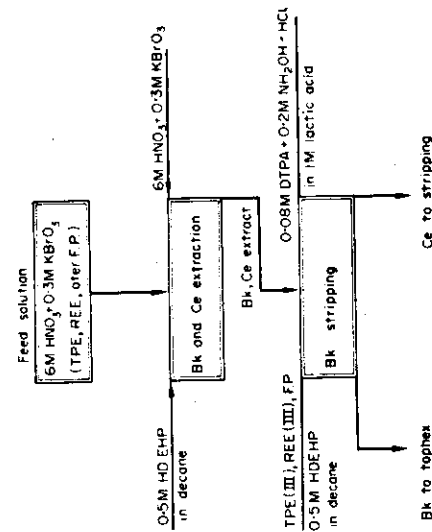 Feed solution
6M HNO3+0·3M KBrO3
(TPE, REE, oter F.P.)
0·5M HDEHP
in decane
Bk and Ce extraction
6M HNO3+0·3M KBrO3
Bk, Ce extract
TPE(III), REE(III), F.P
0·5M HDEHP
in decane
Bk stripping
0·08M DTPA + 0·2M NH2OH - HCl
in 1M lactic acid
Bk to tophex
Ce to stripping